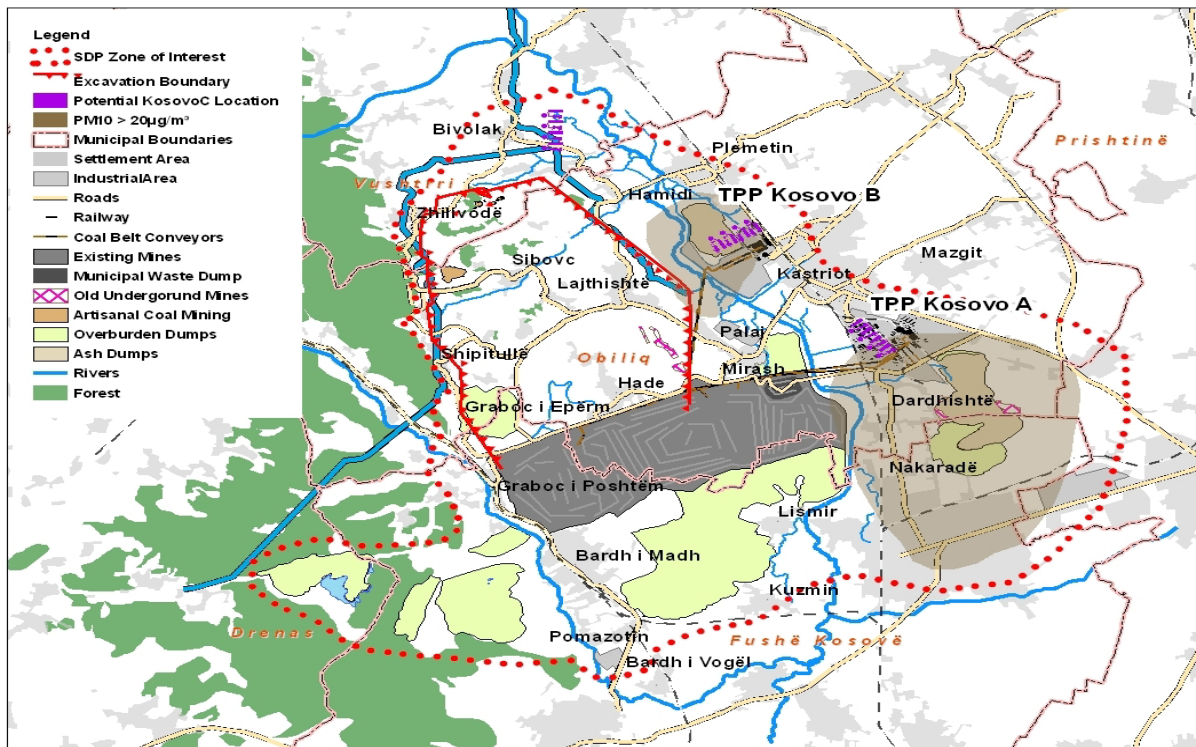 Legend
SDP Zone of Interest
Excavation Boundary
Potential KosovoC Location
PM10 > 20µg/m³
Municipal Boundaries
Settlement Area
IndustrialArea
Roads
Railway
Coal Belt Conveyors
Existing Mines
Municipal Waste Dump
Old Undergorund Mines
Artisanal Coal Mining
Overburden Dumps
Ash Dumps
Rivers
Forest
Bivolak
Plemetin
Prishtinë
Vushtrri
Hamidi
TPP Kosovo B
Zhilivodë
Sibovc
Mazgit
Lajthishtë
Kastriot
TPP Kosovo A
Palaj
Shipitullë
Obiliq
Mirash
Hade
Dardhishtë
Graboc i Epërm
Nakaradë
Graboc i Poshtëm
Lismir
Bardh i Madh
Kuzmin
Drenas
Pomazotin
Fushë Kosovë
Bardh i Vogël